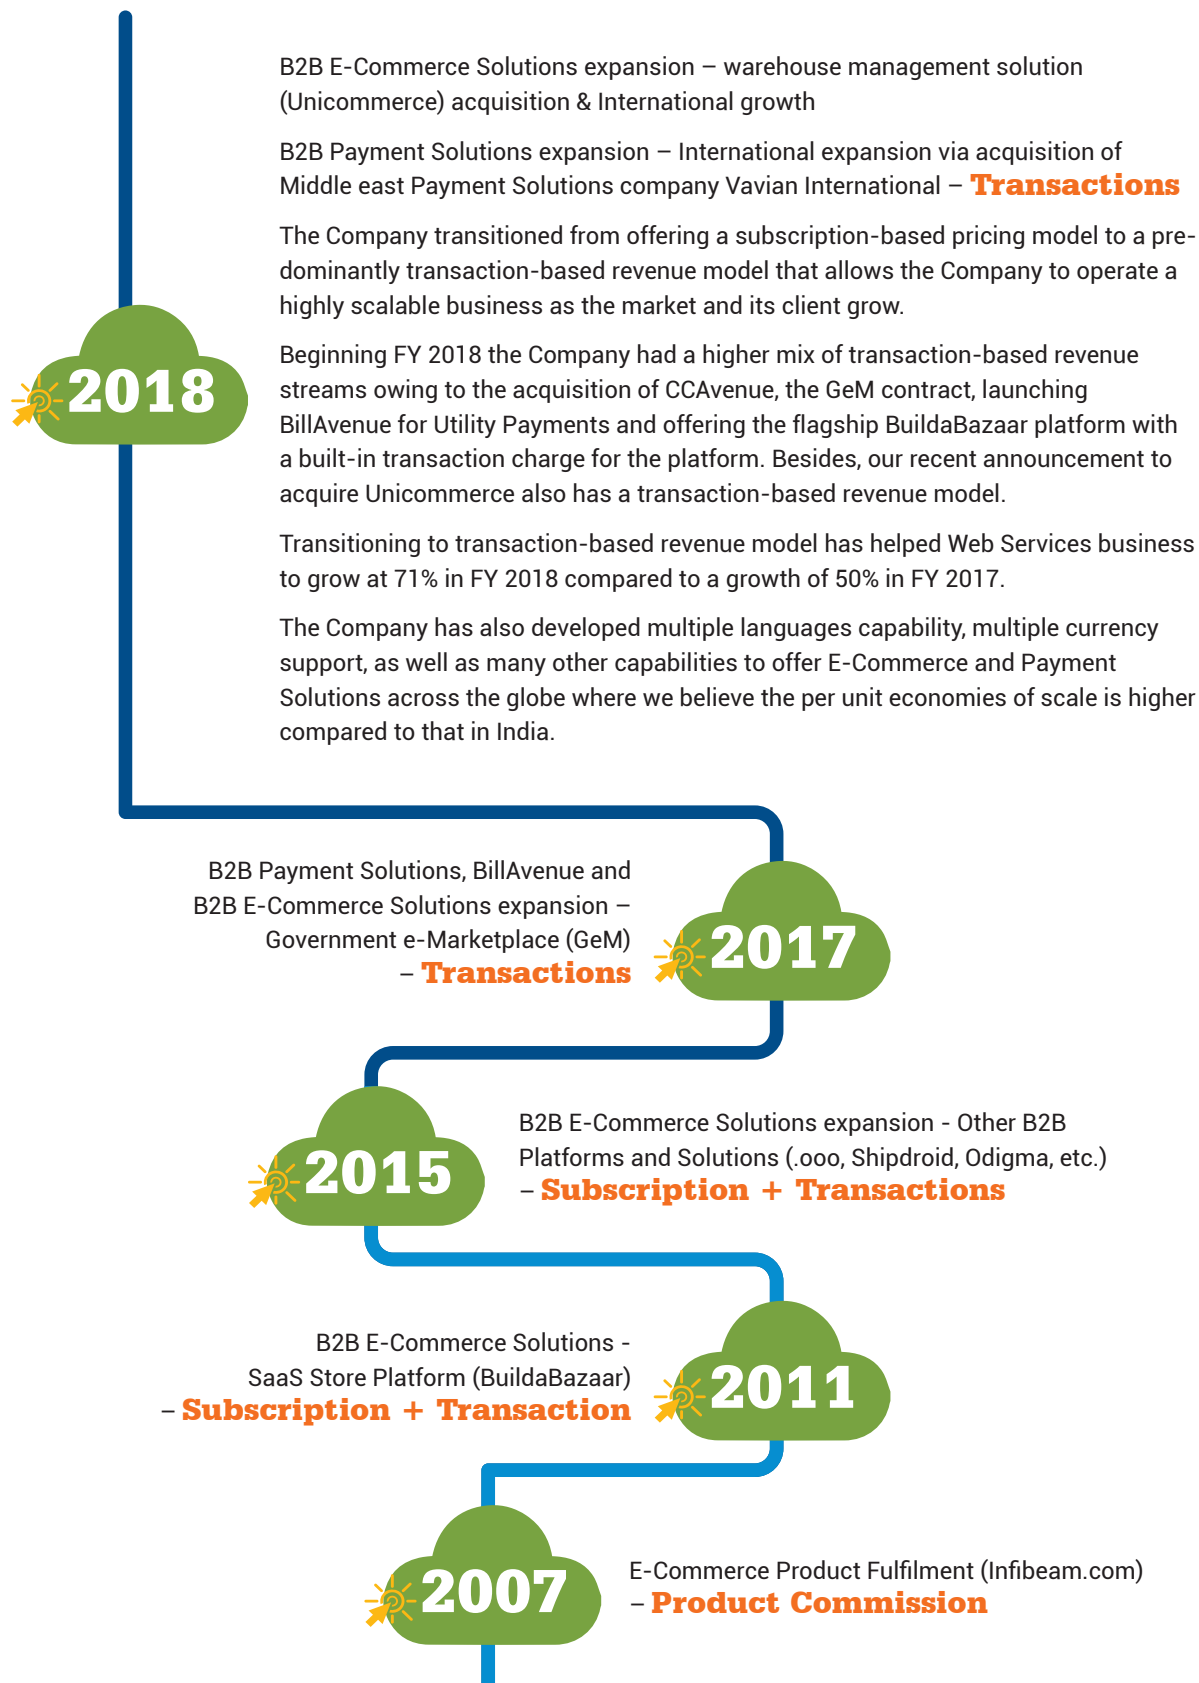 B2B E-Commerce Solutions expansion – warehouse management solution
(Unicommerce) acquisition & International growth
B2B Payment Solutions expansion – International expansion via acquisition of
Middle east Payment Solutions company Vavian International – Transactions
The Company transitioned from offering a subscription-based pricing model to a pre-
dominantly transaction-based revenue model that allows the Company to operate a
highly scalable business as the market and its client grow.
2018
Beginning FY 2018 the Company had a higher mix of transaction-based revenue
streams owing to the acquisition of CCAvenue, the GeM contract, launching
BillAvenue for Utility Payments and offering the flagship BuildaBazaar platform with
a built-in transaction charge for the platform. Besides, our recent announcement to
acquire Unicommerce also has a transaction-based revenue model.
Transitioning to transaction-based revenue model has helped Web Services business
to grow at 71% in FY 2018 compared to a growth of 50% in FY 2017.
The Company has also developed multiple languages capability, multiple currency
support, as well as many other capabilities to offer E-Commerce and Payment
Solutions across the globe where we believe the per unit economies of scale is higher
compared to that in India.
B2B Payment Solutions, BillAvenue and
B2B E-Commerce Solutions expansion –
Government e-Marketplace (GeM)
– Transactions
2017
2015
B2B E-Commerce Solutions expansion - Other B2B
Platforms and Solutions (.ooo, Shipdroid, Odigma, etc.)
– Subscription + Transactions
B2B E-Commerce Solutions -
SaaS Store Platform (BuildaBazaar)
– Subscription + Transaction
2011
2007
E-Commerce Product Fulfilment (Infibeam.com)
– Product Commission